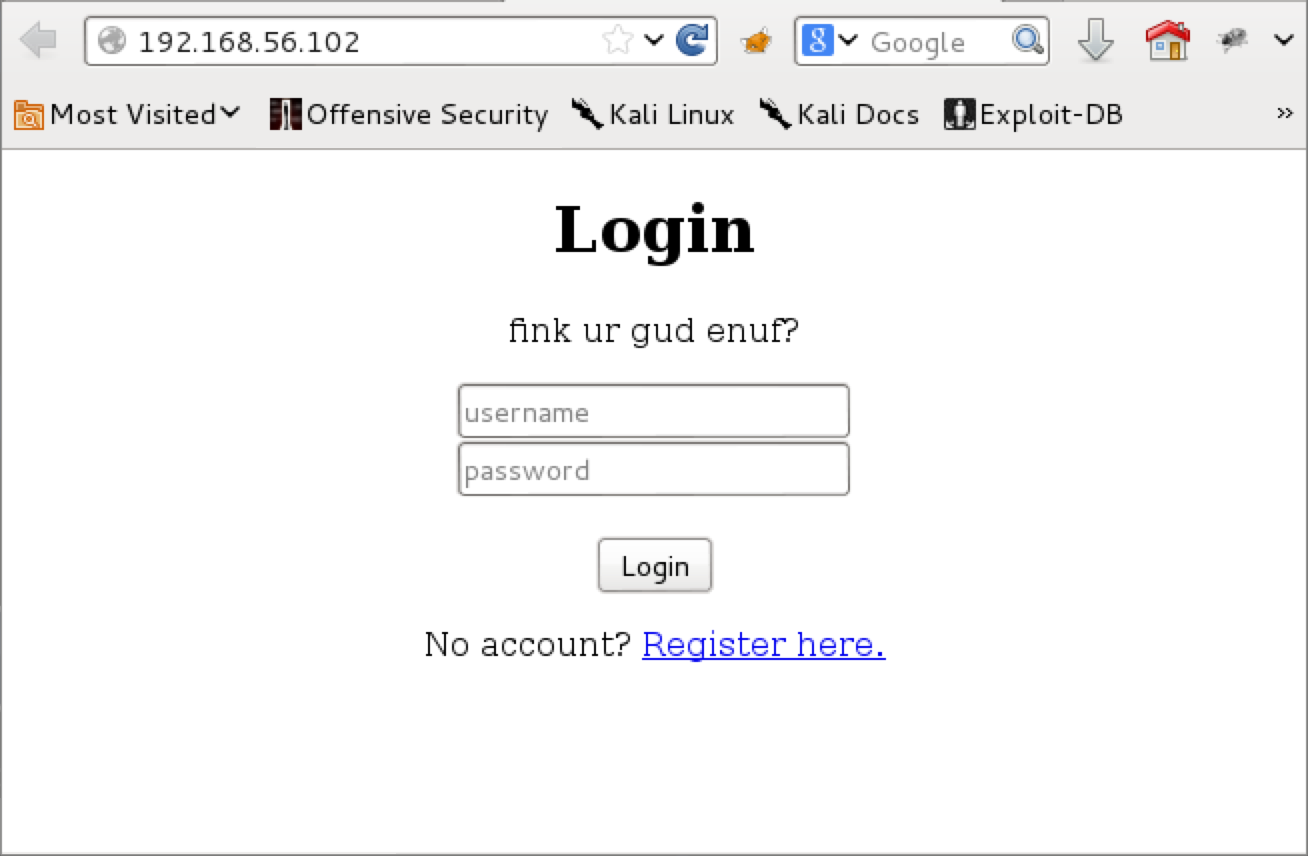 192.168.56.102
8 Google
Most Visited Offensive Security Kali Linux Kali Docs Exploit-DB »
Login
fink ur gud enuf?
username
password
Login
No account? Register here.